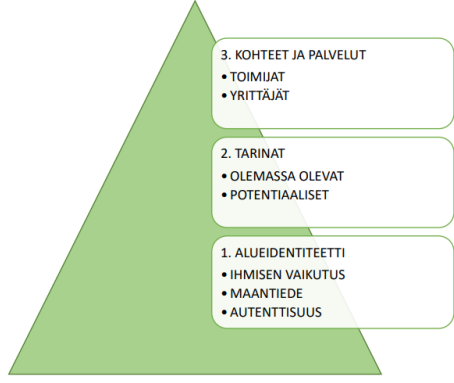 3. KOHTEET JA PALVELUT
• TOIMIJAT
• YRITTÄJÄT
2. TARINAT
• OLEMASSA OLEVAT
• POTENTIAALISET
1. ALUEIDENTITEETTI
• IHMISEN VAIKUTUS
• MAANTIEDE
• AUTENTTISUUS